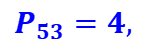 P₅₃ = 4,